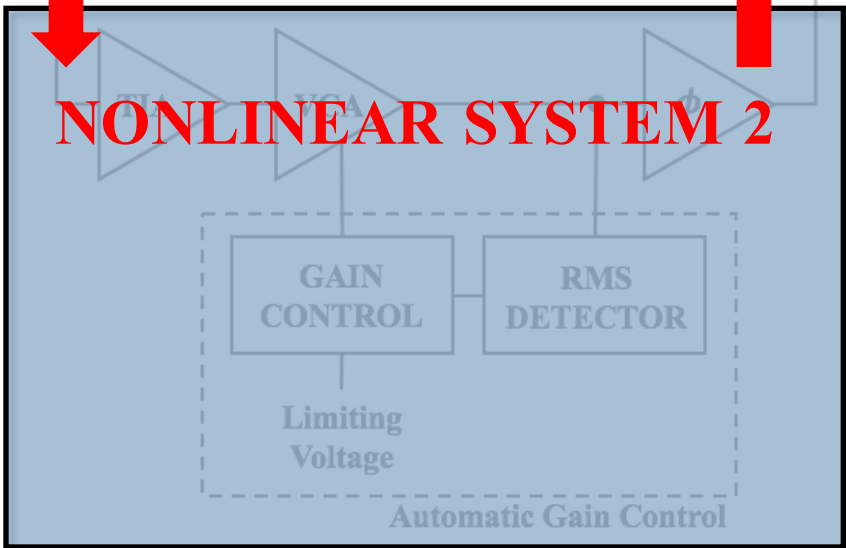 TIA VGA ϕ
NONLINEAR SYSTEM 2
GAIN
CONTROL
RMS
DETECTOR
Limiting
Voltage
Automatic Gain Control